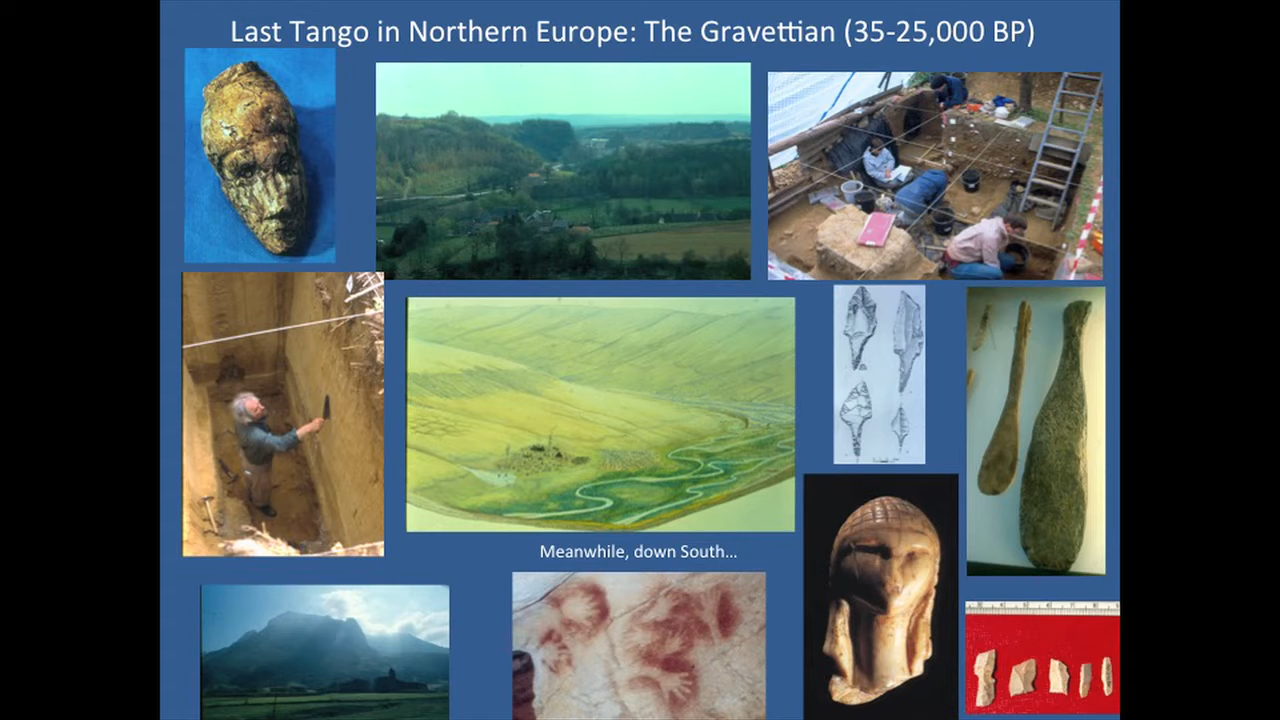 Last Tango in Northern Europe: The Gravettian (35-25,000 BP)
Meanwhile, down South…